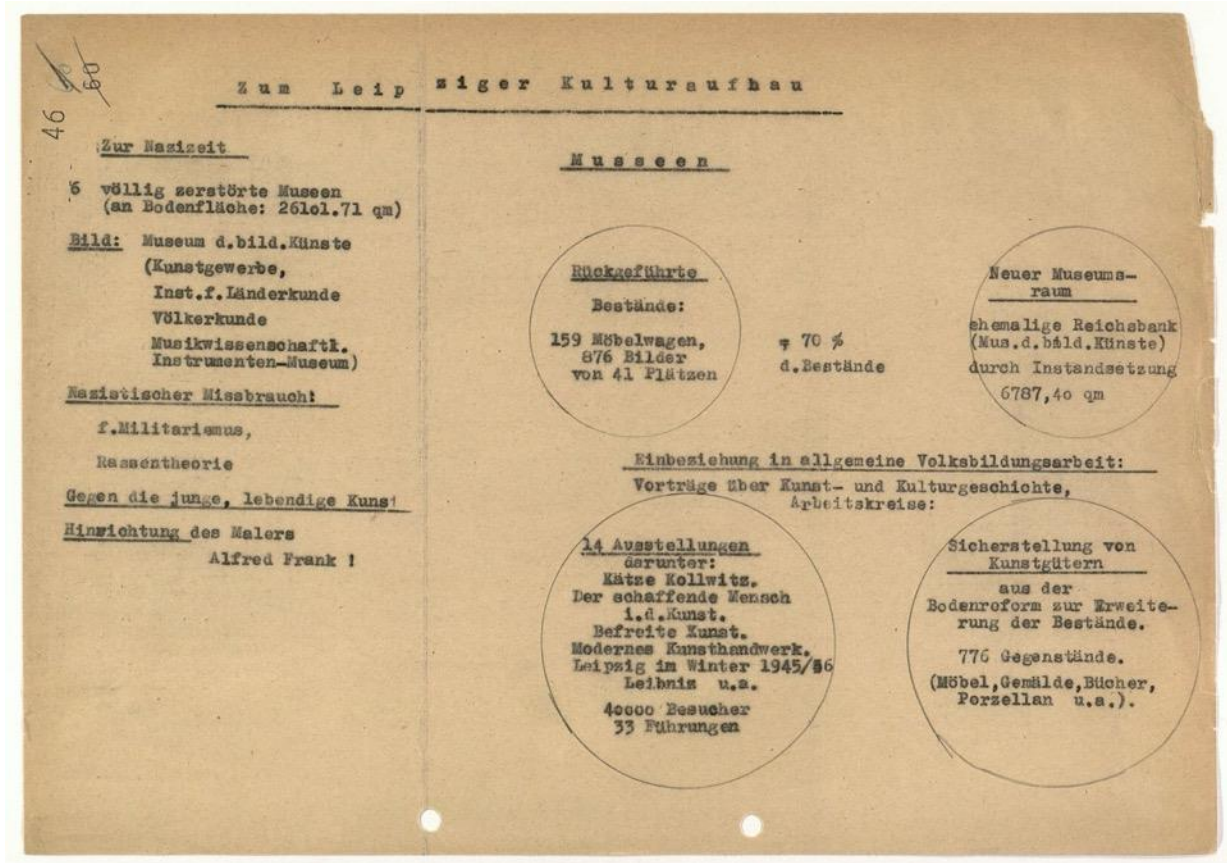 46
60
60
Zum Leipziger Kulturaufbau
Zur Nazizeit
6 völlig zerstörte Museen
(an Bodenfläche: 261o1.71 qm)
Bild: Museum d.bild.Künste
(Kunstgewerbe,
Inst.f.Länderkunde
Völkerkunde
Musikwissenschaftl.
Instrumenten-Museum)
Nazistischer Missbrauch!
f.Militarismus,
Rassentheorie
Gegen die junge, lebendige Kunst
Hinrichtung des Malers
Alfred Frank !
Musseen
Rückgeführte
Bestände:
159 Möbelwagen,
876 Bilder
von 41 Plätzen
= 70 %
d.Bestände
Neuer Museums-
raum
ehemalige Reichsbank
(Mus.d.bild.Künste)
durch Instandsetzung
6787,4o qm
Einbeziehung in allgemeine Volksbildungsarbeit:
Vorträge über Kunst- und Kulturgeschichte,
Arbeitskreise:
14 Ausstellungen
darunter:
Kätze Kollwitz.
Der schaffende Mensch
i.d.Kunst.
Befreite Kunst.
Modernes Kunsthandwerk.
Leipzig im Winter 1945/46
Leibniz u.a.
4oooo Besucher
33 Führungen
Sicherstellung von
Kunstgütern
aus der
Bodenreform zur Erweite-
rung der Bestände.
776 Gegenstände.
(Möbel,Gemälde,Bücher,
Porzellan u.a.).